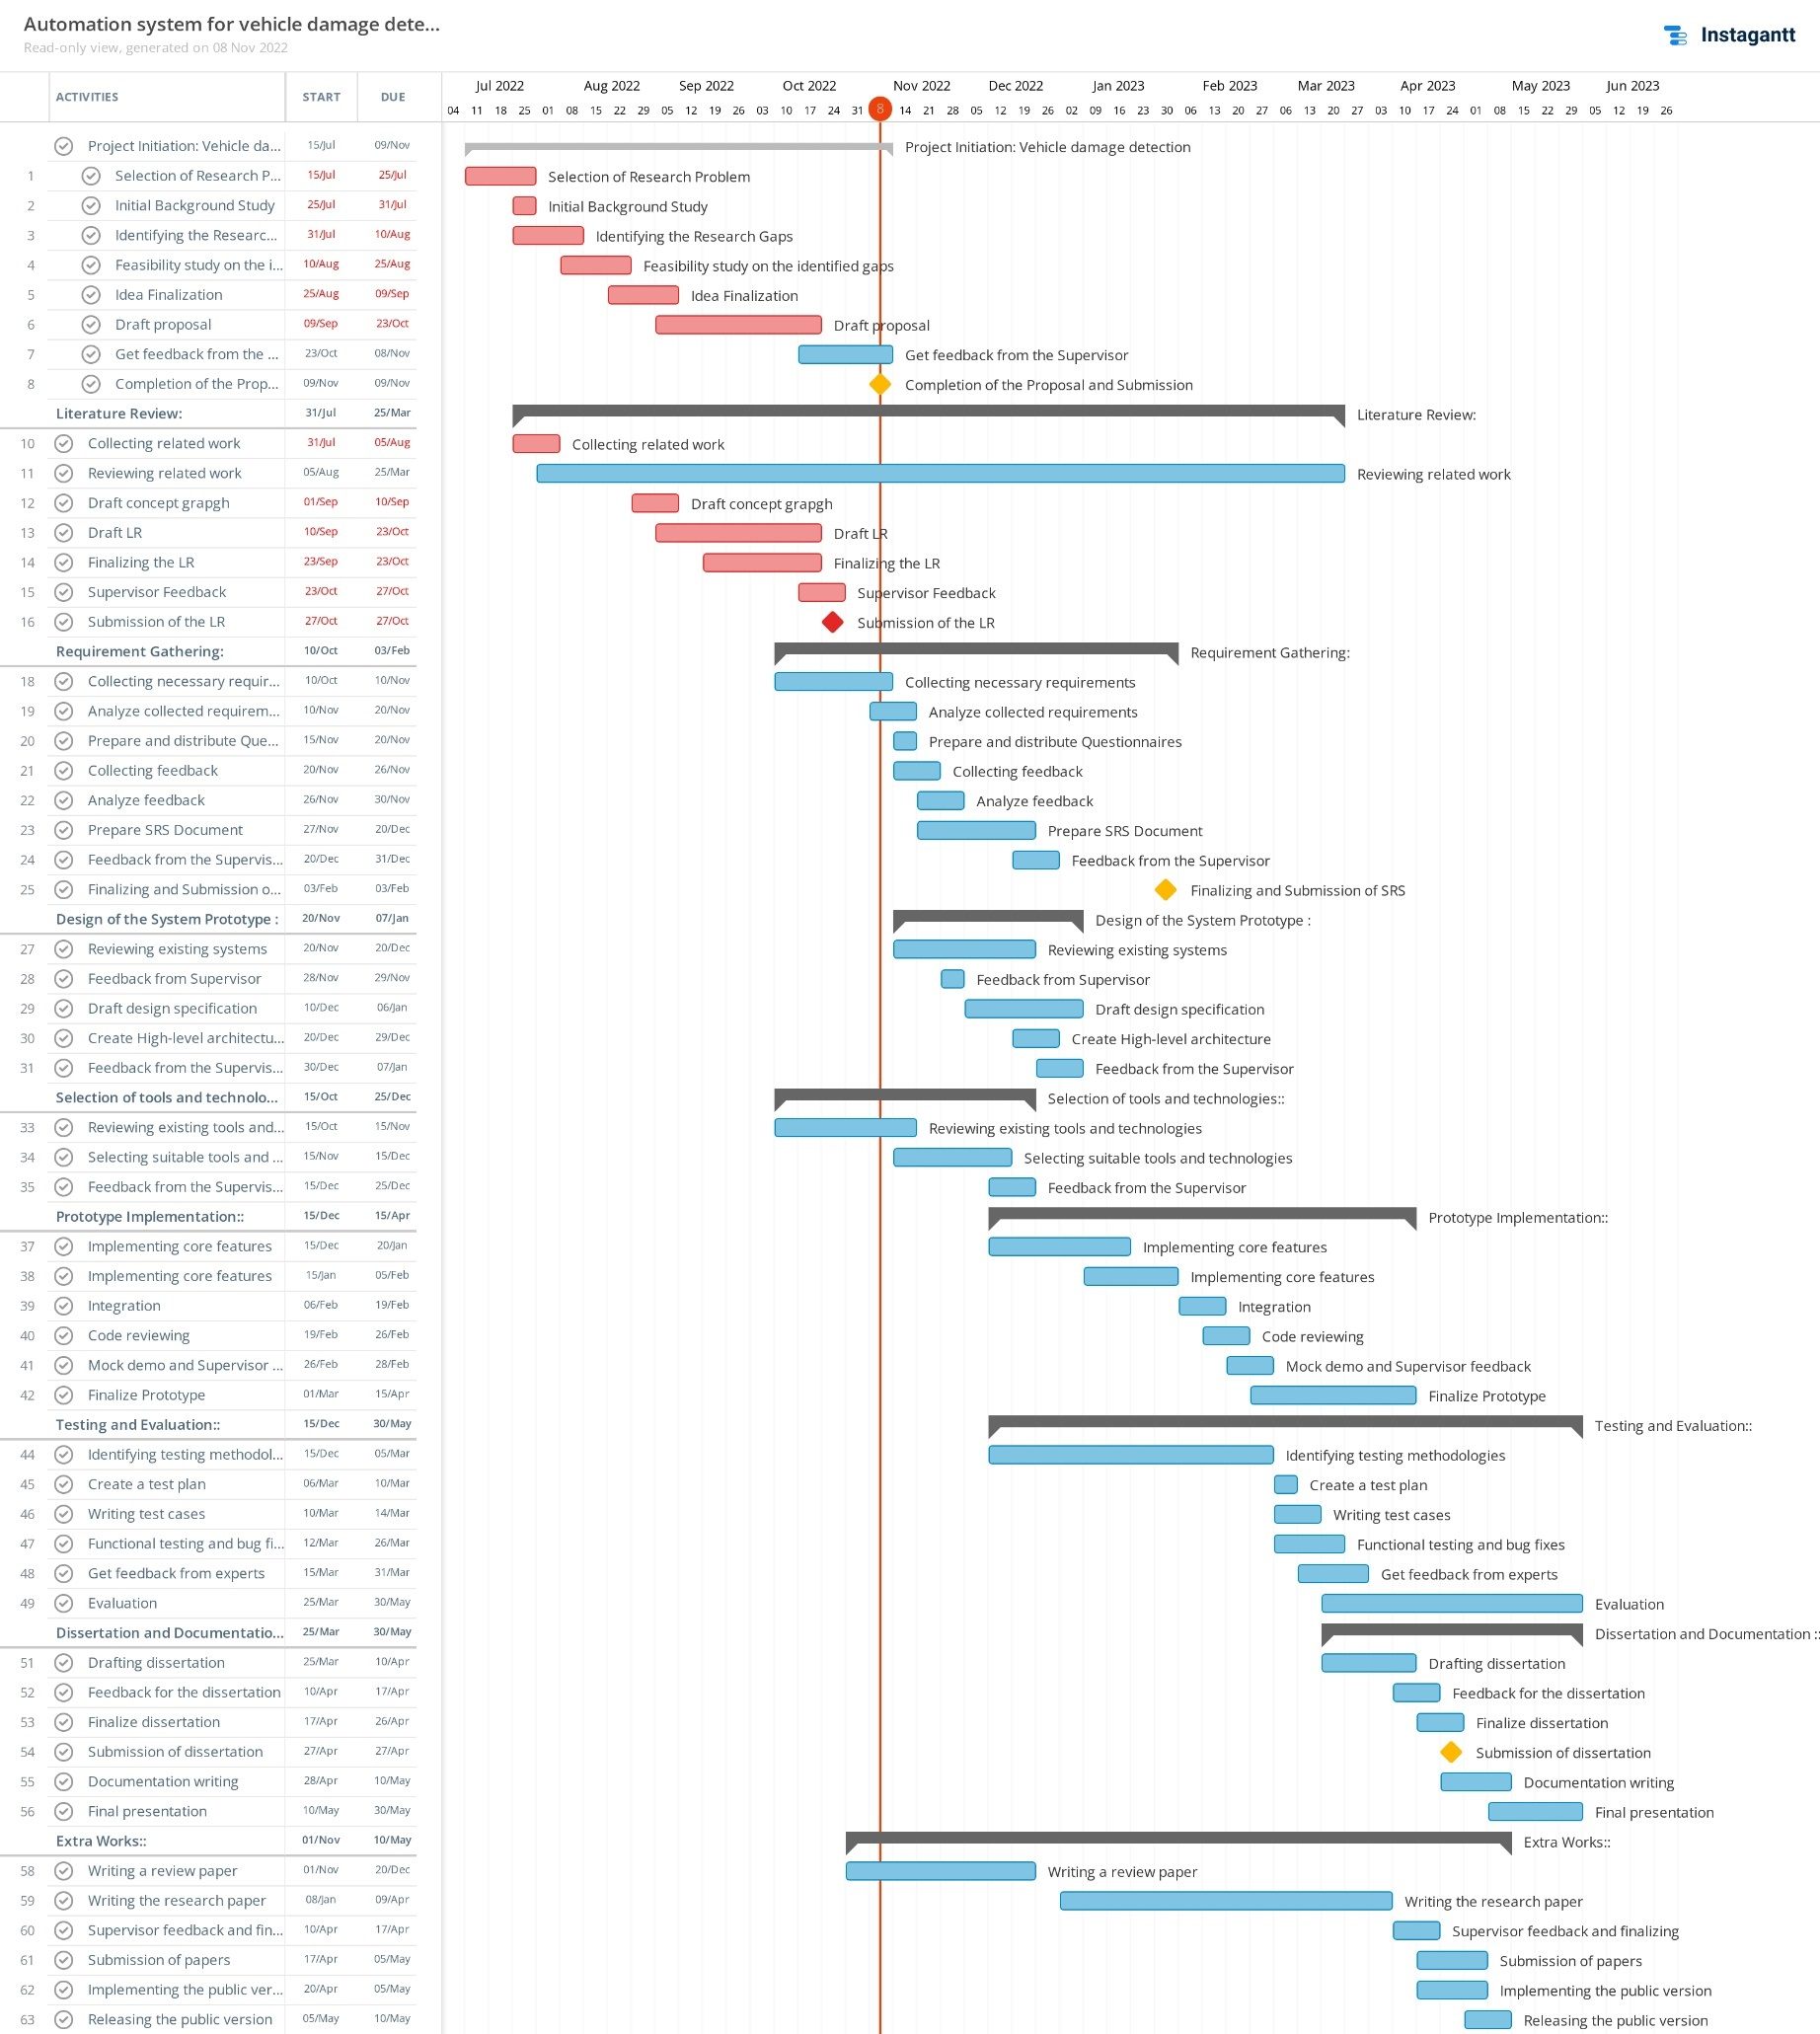 Automation system for vehicle damage dete...
Read-only view, generated on 08 Nov 2022
Instagantt
ACTIVITIES START DUE
Jul 2022 Aug 2022 Sep 2022 Oct 2022 Nov 2022 Dec 2022 Jan 2023 Feb 2023 Mar 2023 Apr 2023 May 2023 Jun 2023
04 11 18 25 01 08 15 22 29 05 12 19 26 03 10 17 24 31 8 14 21 28 05 12 19 26 02 09 16 23 30 06 13 20 27 06 13 20 27 03 10 17 24 01 08 15 22 29 05 12 19 26
Project Initiation: Vehicle da... 15/Jul 09/Nov Project Initiation: Vehicle damage detection
1 Selection of Research P... 15/Jul 25/Jul Selection of Research Problem
2 Initial Background Study 25/Jul 31/Jul Initial Background Study
3 Identifying the Researc... 31/Jul 10/Aug Identifying the Research Gaps
4 Feasibility study on the i... 10/Aug 25/Aug Feasibility study on the identified gaps
5 Idea Finalization 25/Aug 09/Sep Idea Finalization
6 Draft proposal 09/Sep 23/Oct Draft proposal
7 Get feedback from the ... 23/Oct 08/Nov Get feedback from the Supervisor
8 Completion of the Prop... 09/Nov 09/Nov Completion of the Proposal and Submission
Literature Review: 31/Jul 25/Mar Literature Review:
10 Collecting related work 31/Jul 05/Aug Collecting related work
11 Reviewing related work 05/Aug 25/Mar Reviewing related work
12 Draft concept grapgh 01/Sep 10/Sep Draft concept grapgh
13 Draft LR 10/Sep 23/Oct Draft LR
14 Finalizing the LR 23/Sep 23/Oct Finalizing the LR
15 Supervisor Feedback 23/Oct 27/Oct Supervisor Feedback
16 Submission of the LR 27/Oct 27/Oct Submission of the LR
Requirement Gathering: 10/Oct 03/Feb Requirement Gathering:
18 Collecting necessary requir... 10/Oct 10/Nov Collecting necessary requirements
19 Analyze collected requirem... 10/Nov 20/Nov Analyze collected requirements
20 Prepare and distribute Que... 15/Nov 20/Nov Prepare and distribute Questionnaires
21 Collecting feedback 20/Nov 26/Nov Collecting feedback
22 Analyze feedback 26/Nov 30/Nov Analyze feedback
23 Prepare SRS Document 27/Nov 20/Dec Prepare SRS Document
24 Feedback from the Supervis... 20/Dec 31/Dec Feedback from the Supervisor
25 Finalizing and Submission o... 03/Feb 03/Feb Finalizing and Submission of SRS
Design of the System Prototype : 20/Nov 07/Jan Design of the System Prototype :
27 Reviewing existing systems 20/Nov 20/Dec Reviewing existing systems
28 Feedback from Supervisor 28/Nov 29/Nov Feedback from Supervisor
29 Draft design specification 10/Dec 06/Jan Draft design specification
30 Create High-level architectu... 20/Dec 29/Dec Create High-level architecture
31 Feedback from the Supervis... 30/Dec 07/Jan Feedback from the Supervisor
Selection of tools and technolo... 15/Oct 25/Dec Selection of tools and technologies::
33 Reviewing existing tools and... 15/Oct 15/Nov Reviewing existing tools and technologies
34 Selecting suitable tools and ... 15/Nov 15/Dec Selecting suitable tools and technologies
35 Feedback from the Supervis... 15/Dec 25/Dec Feedback from the Supervisor
Prototype Implementation:: 15/Dec 15/Apr Prototype Implementation::
37 Implementing core features 15/Dec 20/Jan Implementing core features
38 Implementing core features 15/Jan 05/Feb Implementing core features
39 Integration 06/Feb 19/Feb Integration
40 Code reviewing 19/Feb 26/Feb Code reviewing
41 Mock demo and Supervisor ... 26/Feb 28/Feb Mock demo and Supervisor feedback
42 Finalize Prototype 01/Mar 15/Apr Finalize Prototype
Testing and Evaluation:: 15/Dec 30/May Testing and Evaluation::
44 Identifying testing methodol... 15/Dec 05/Mar Identifying testing methodologies
45 Create a test plan 06/Mar 10/Mar Create a test plan
46 Writing test cases 10/Mar 14/Mar Writing test cases
47 Functional testing and bug fi... 12/Mar 26/Mar Functional testing and bug fixes
48 Get feedback from experts 15/Mar 31/Mar Get feedback from experts
49 Evaluation 25/Mar 30/May Evaluation
Dissertation and Documentatio... 25/Mar 30/May Dissertation and Documentation ::
51 Drafting dissertation 25/Mar 10/Apr Drafting dissertation
52 Feedback for the dissertation 10/Apr 17/Apr Feedback for the dissertation
53 Finalize dissertation 17/Apr 26/Apr Finalize dissertation
54 Submission of dissertation 27/Apr 27/Apr Submission of dissertation
55 Documentation writing 28/Apr 10/May Documentation writing
56 Final presentation 10/May 30/May Final presentation
Extra Works:: 01/Nov 10/May Extra Works::
58 Writing a review paper 01/Nov 20/Dec Writing a review paper
59 Writing the research paper 08/Jan 09/Apr Writing the research paper
60 Supervisor feedback and fin... 10/Apr 17/Apr Supervisor feedback and finalizing
61 Submission of papers 17/Apr 05/May Submission of papers
62 Implementing the public ver... 20/Apr 05/May Implementing the public version
63 Releasing the public version 05/May 10/May Releasing the public version